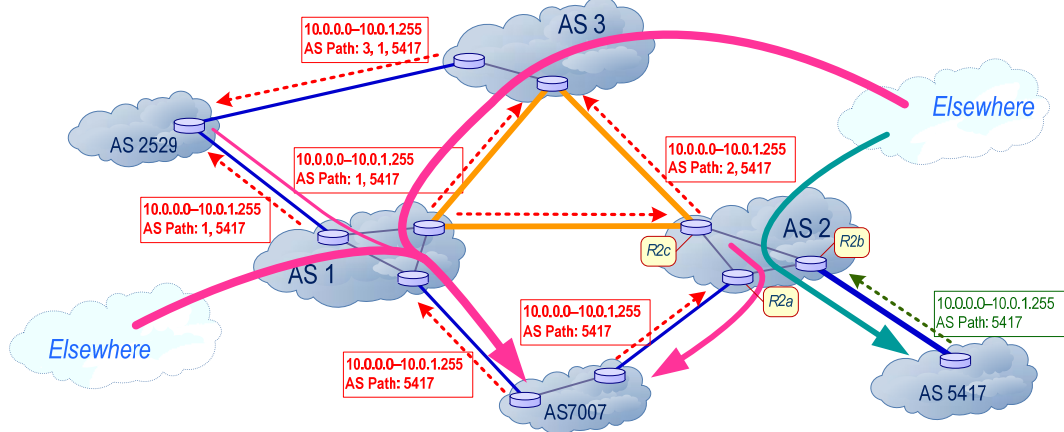 10.0.0.0–10.0.1.255
AS Path: 3, 1, 5417
AS 3
Elsewhere
AS 2529
10.0.0.0–10.0.1.255
AS Path: 1, 5417
10.0.0.0–10.0.1.255
AS Path: 2, 5417
10.0.0.0–10.0.1.255
AS Path: 1, 5417
AS 2
R2c
R2b
AS 1
R2a
10.0.0.0–10.0.1.255
AS Path: 5417
10.0.0.0–10.0.1.255
AS Path: 5417
Elsewhere
10.0.0.0–10.0.1.255
AS Path: 5417
AS7007
AS 5417